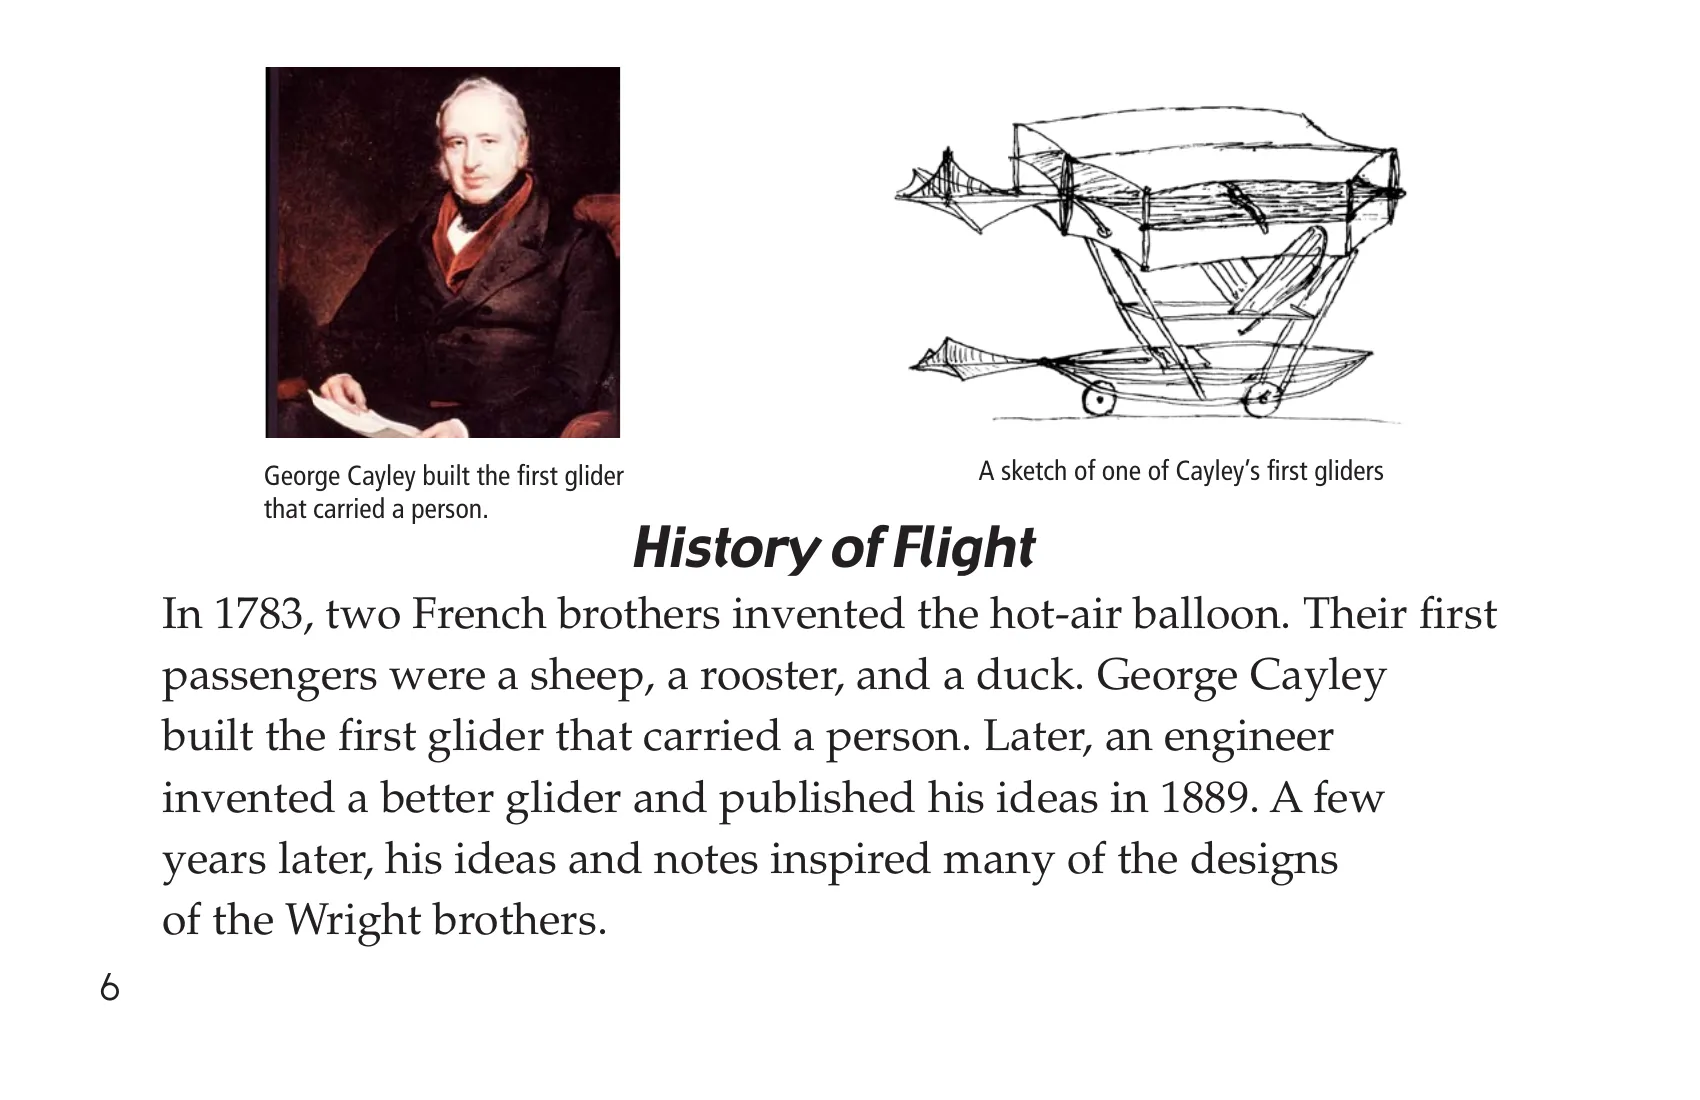 George Cayley built the first glider
that carried a person.
A sketch of one of Cayley’s first gliders
History of Flight
In 1783, two French brothers invented the hot-air balloon. Their first
passengers were a sheep, a rooster, and a duck. George Cayley
built the first glider that carried a person. Later, an engineer
invented a better glider and published his ideas in 1889. A few
years later, his ideas and notes inspired many of the designs
of the Wright brothers.
6